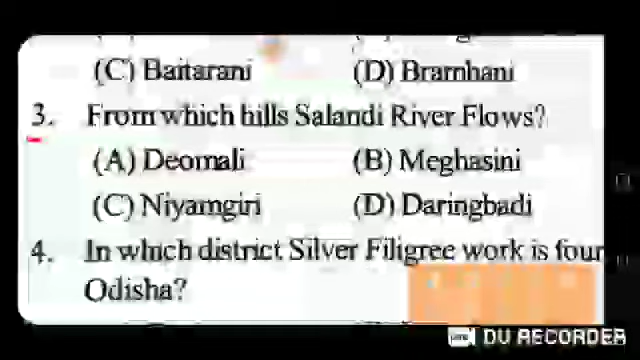 (C) Baitarani (D) Bramhani
3. From which hills Salandi River Flows?
(A) Deomali (B) Meghasini
(C) Niyamgiri (D) Daringbadi
4. In which district Silver Filigree work is four
Odisha?
DU RECORDER